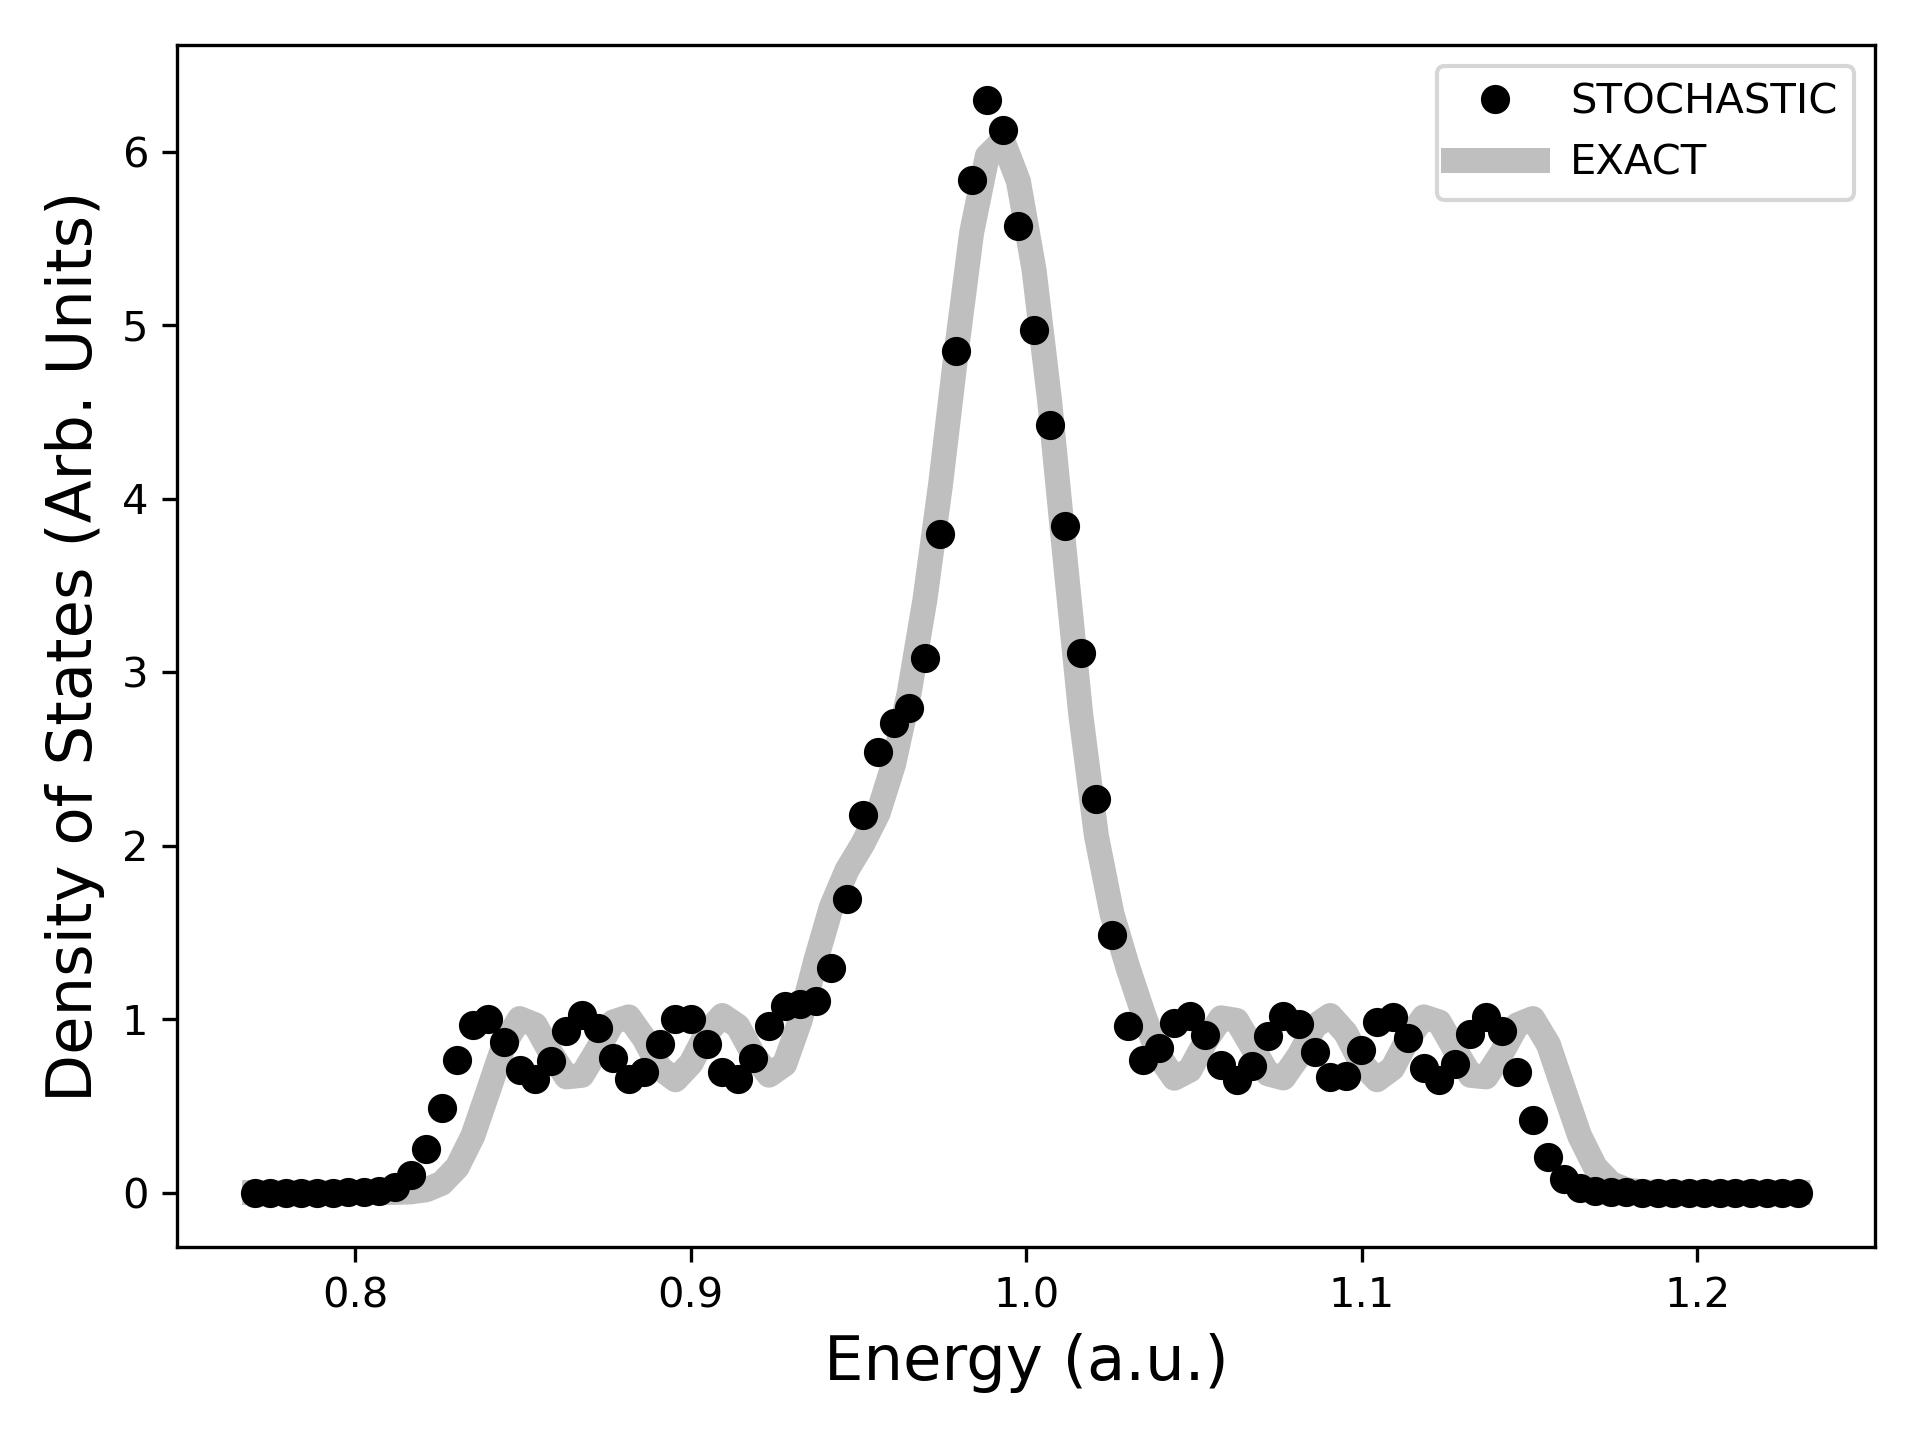 STOCHASTIC
EXACT
Density of States (Arb. Units)
6
5
4
3
2
1
0
0.8 0.9 1.0 1.1 1.2
Energy (a.u.)